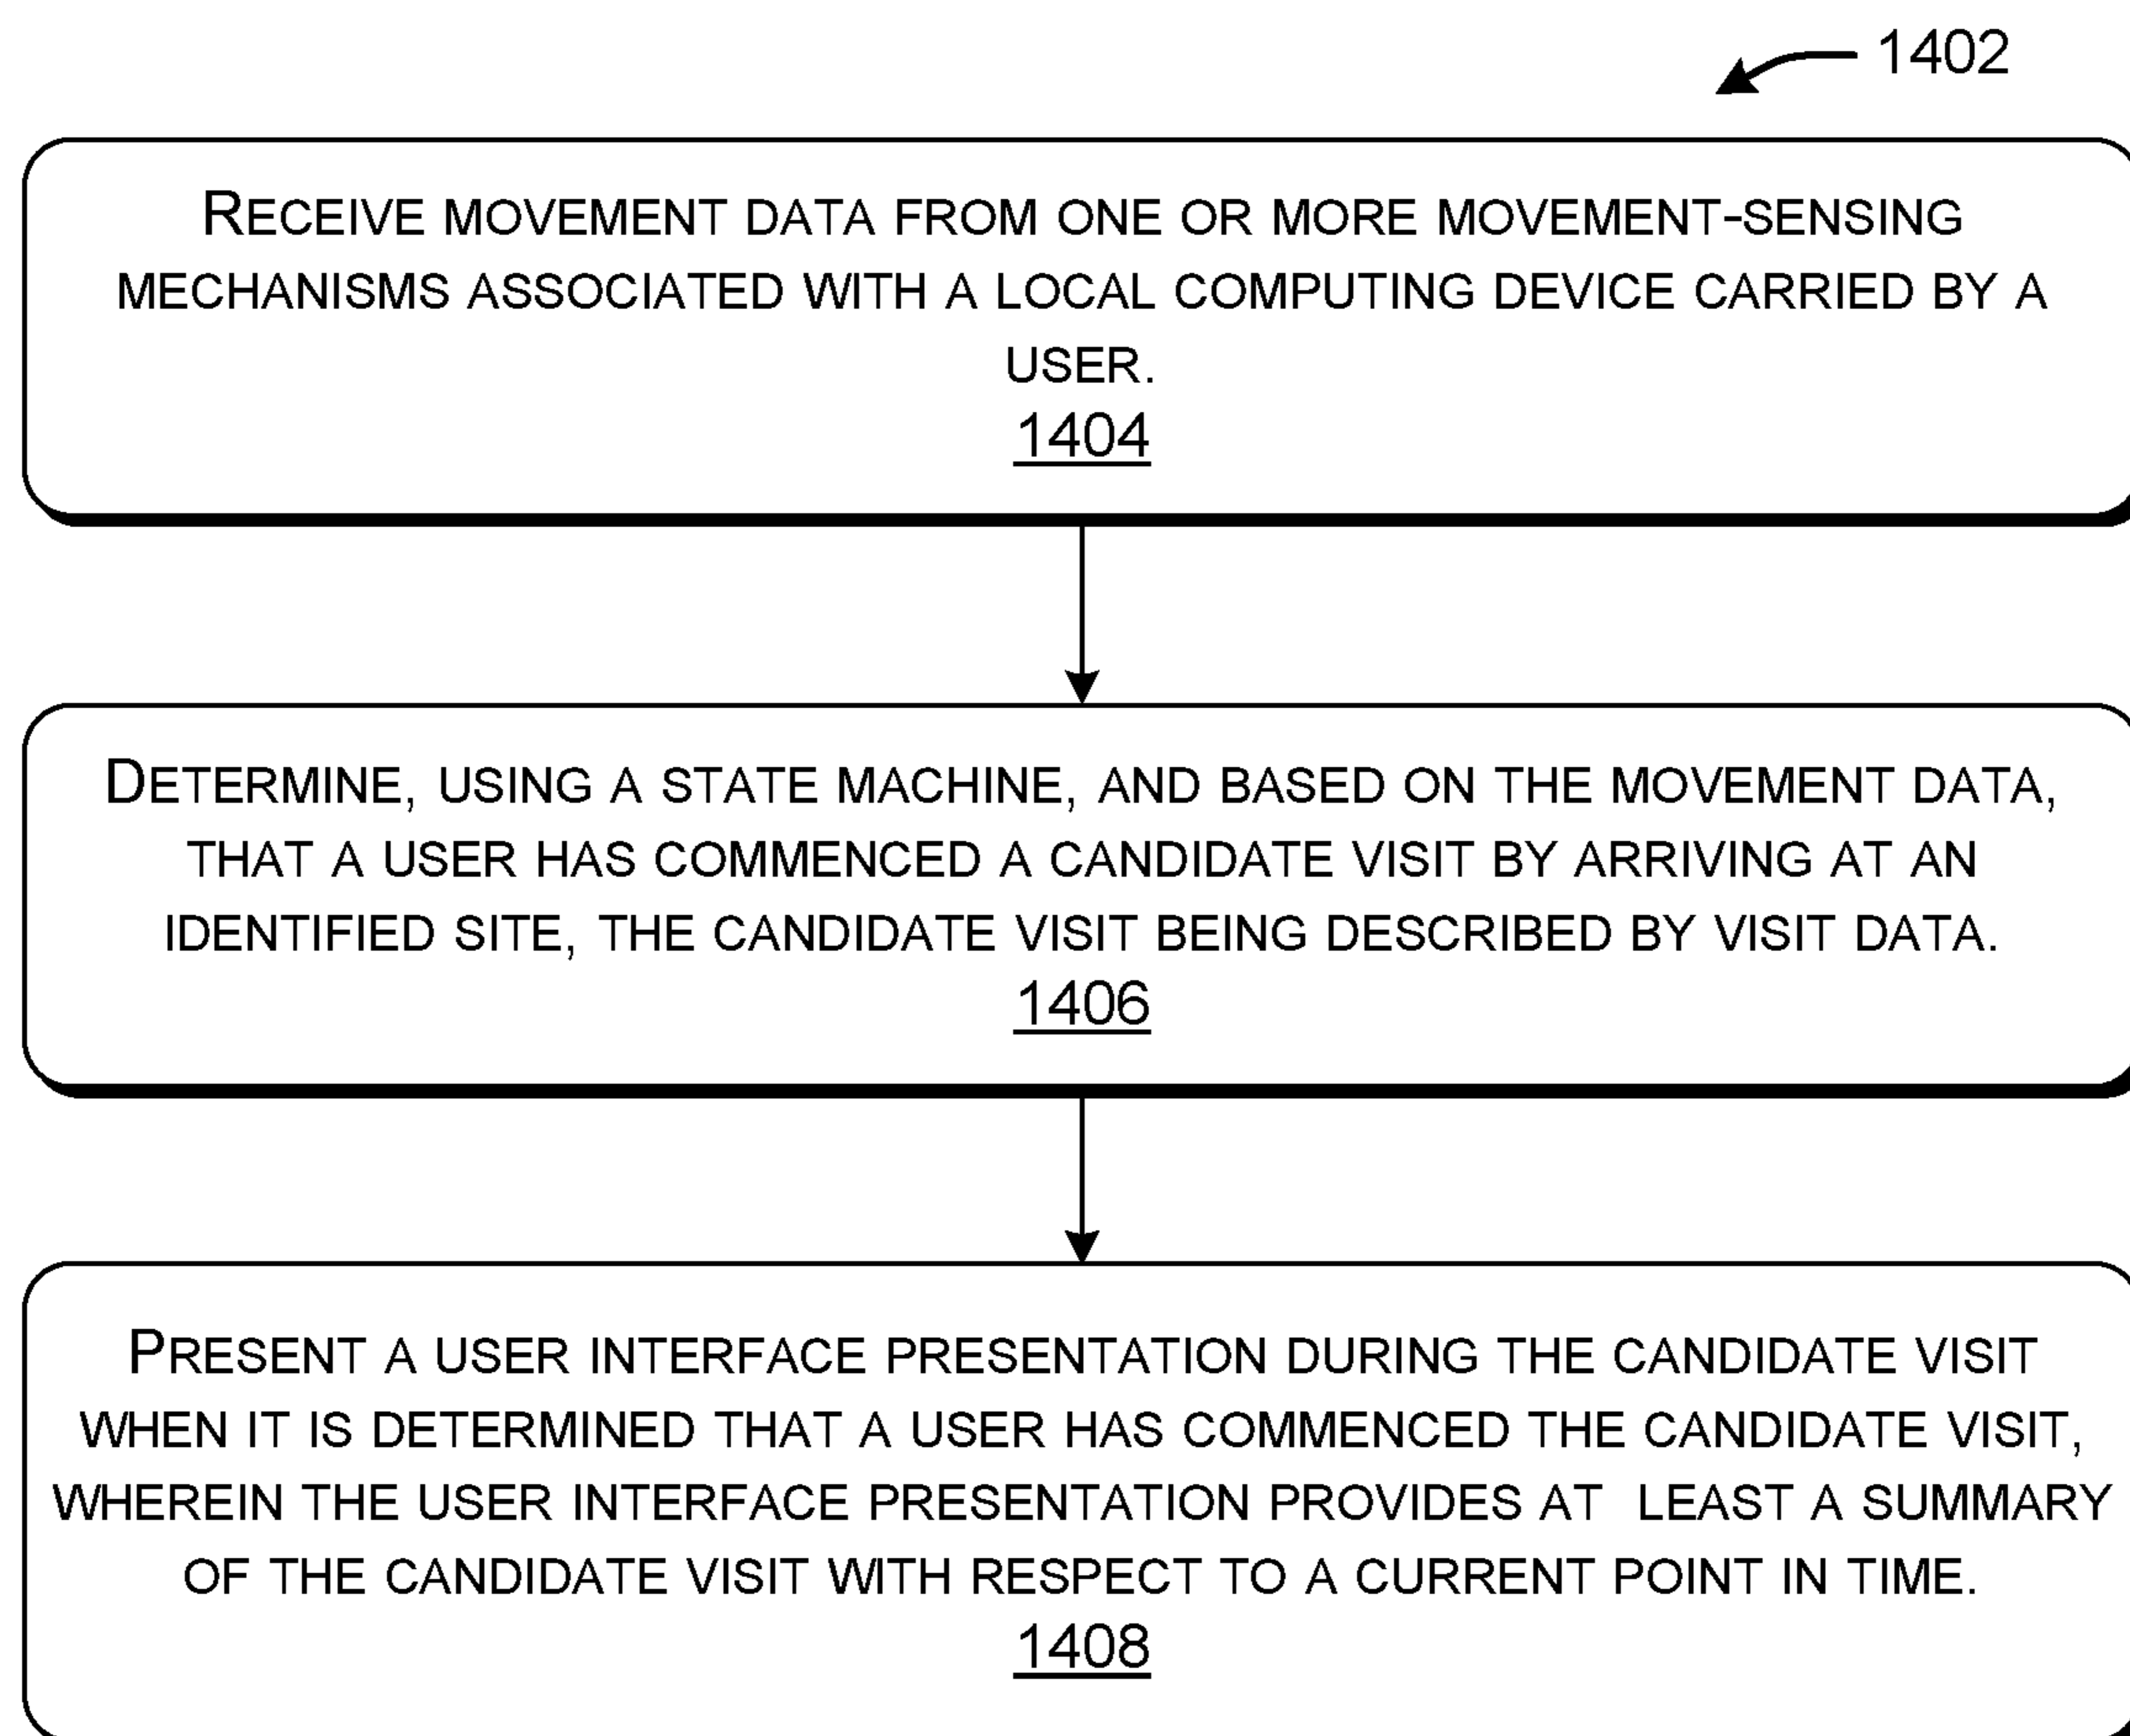 1402
RECEIVE MOVEMENT DATA FROM ONE OR MORE MOVEMENT-SENSING
MECHANISMS ASSOCIATED WITH A LOCAL COMPUTING DEVICE CARRIED BY A
USER.
1404
DETERMINE, USING A STATE MACHINE, AND BASED ON THE MOVEMENT DATA,
THAT A USER HAS COMMENCED A CANDIDATE VISIT BY ARRIVING AT AN
IDENTIFIED SITE, THE CANDIDATE VISIT BEING DESCRIBED BY VISIT DATA.
1406
PRESENT A USER INTERFACE PRESENTATION DURING THE CANDIDATE VISIT
WHEN IT IS DETERMINED THAT A USER HAS COMMENCED THE CANDIDATE VISIT,
WHEREIN THE USER INTERFACE PRESENTATION PROVIDES AT LEAST A SUMMARY
OF THE CANDIDATE VISIT WITH RESPECT TO A CURRENT POINT IN TIME.
1408